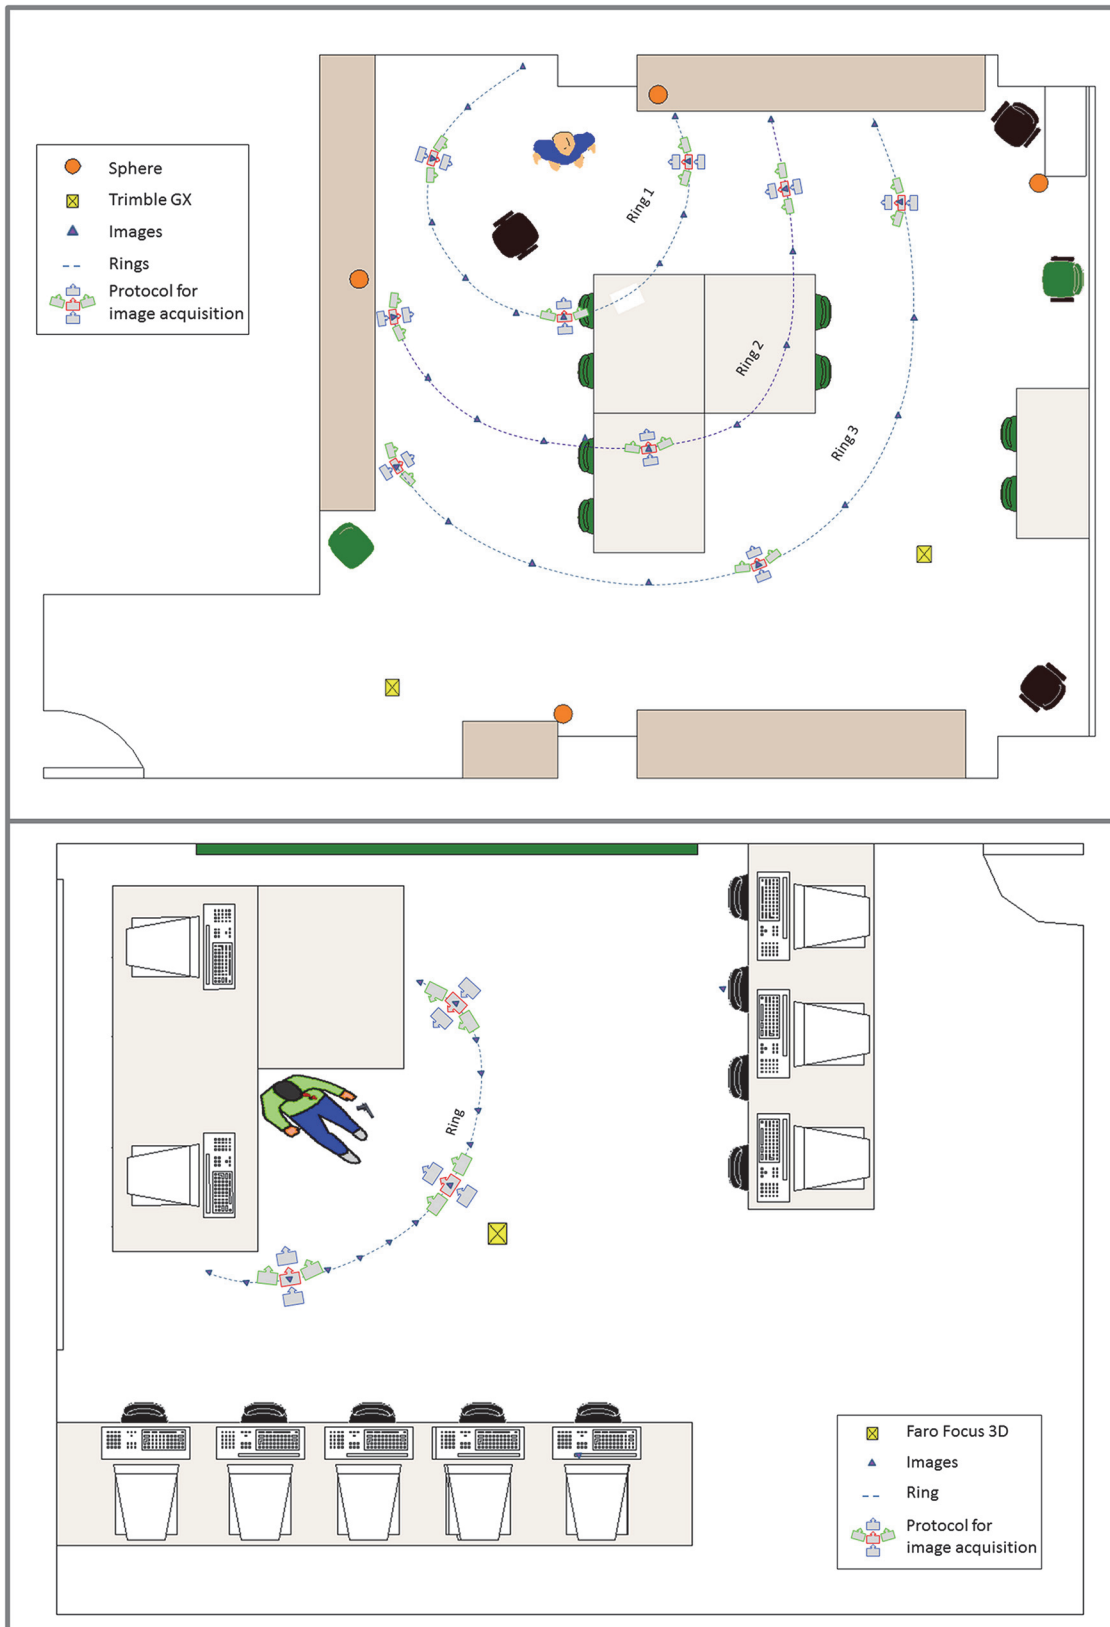 Sphere
Trimble GX
Images
Rings
Protocol for
image acquisition
Ring 1
Ring 2
Ring 3
Ring
Faro Focus 3D
Images
Ring
Protocol for
image acquisition